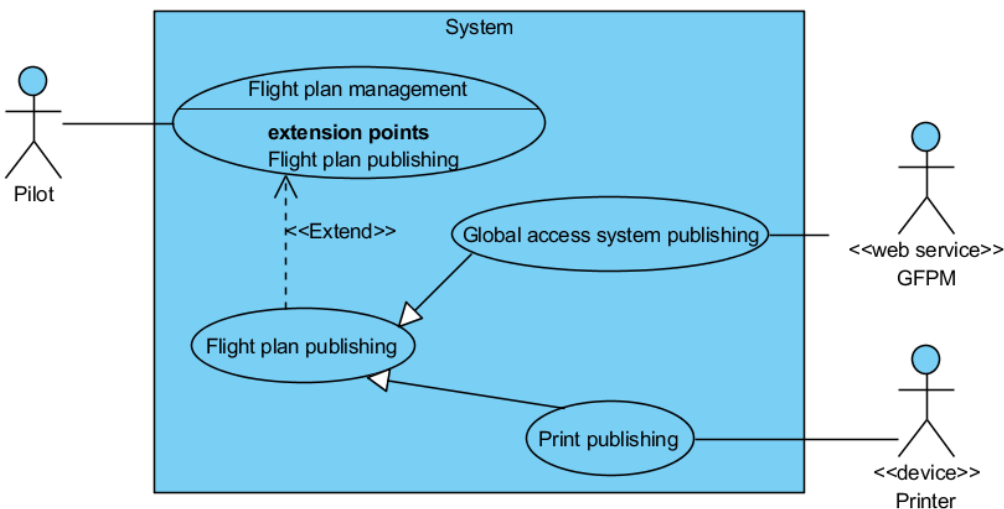 System
Flight plan management
extension points
Flight plan publishing
Pilot
<<Extend>>
Global access system publishing
<<web service>>
GFPM
Flight plan publishing
Print publishing
<<device>>
Printer